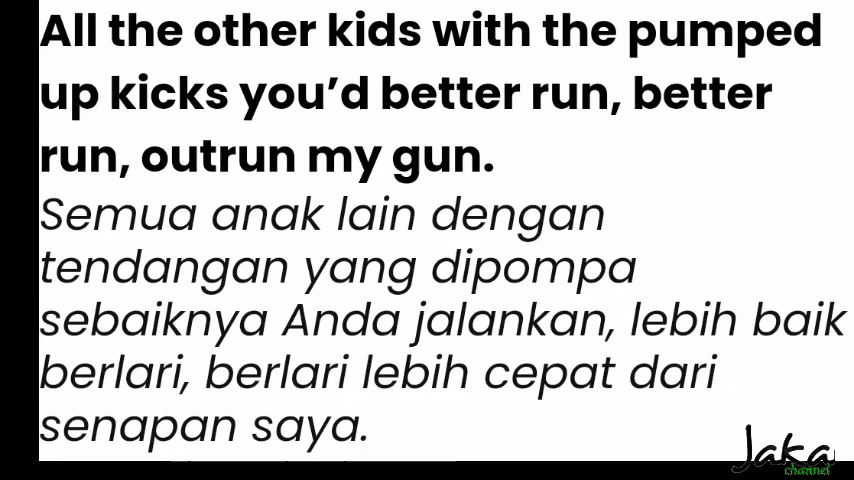 All the other kids with the pumped
up kicks you’d better run, better
run, outrun my gun.
Semua anak lain dengan
tendangan yang dipompa
sebaiknya Anda jalankan, lebih baik
berlari, berlari lebih cepat dari
senapan saya.
Jaka
channel